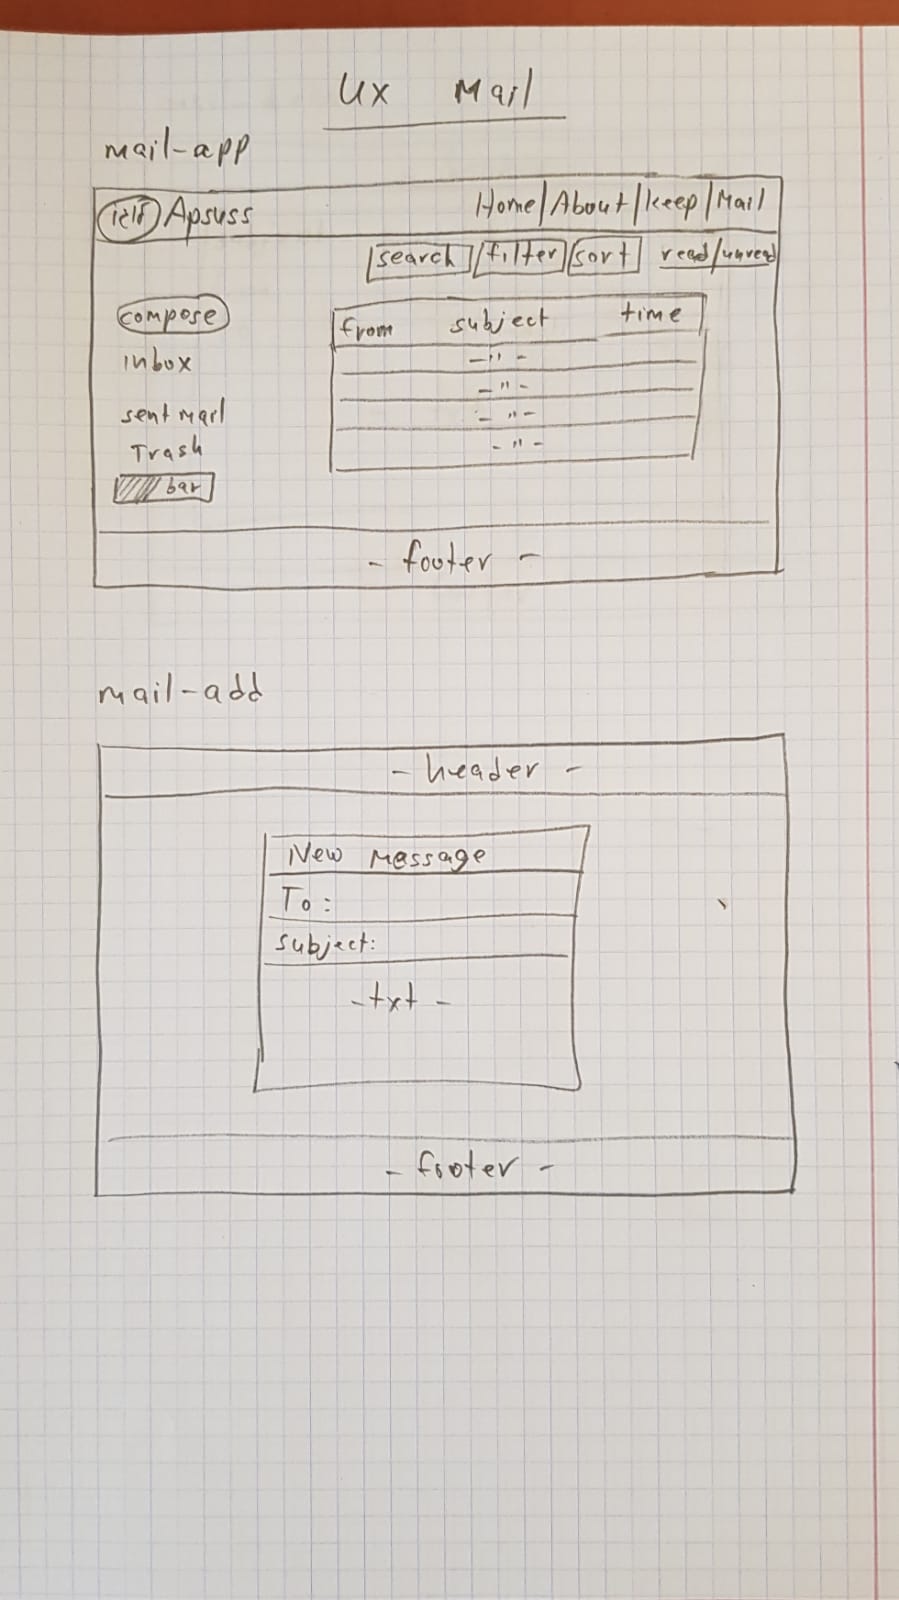 UX Mail
mail-app
לוגו Apsuss Home/About/keep/Mail
search/filter/sort read/unread
compose
from subject time
inbox
-"-
-"-
sent mail
-"-
Trash
-"-
bar
- footer -
mail-add
- header -
New Message
To:
subject:
-txt-
- footer -